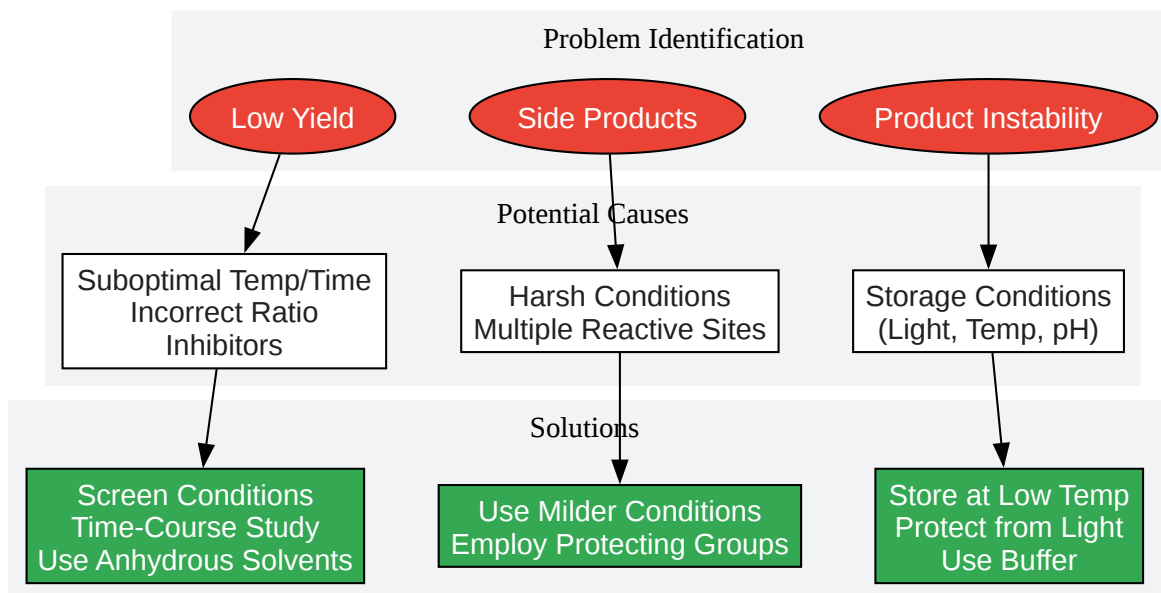 Problem Identification
Low Yield
Side Products
Product Instability
Potential Causes
Suboptimal Temp/Time
Incorrect Ratio
Inhibitors
Harsh Conditions
Multiple Reactive Sites
Storage Conditions
(Light, Temp, pH)
Solutions
Screen Conditions
Time-Course Study
Use Anhydrous Solvents
Use Milder Conditions
Employ Protecting Groups
Store at Low Temp
Protect from Light
Use Buffer